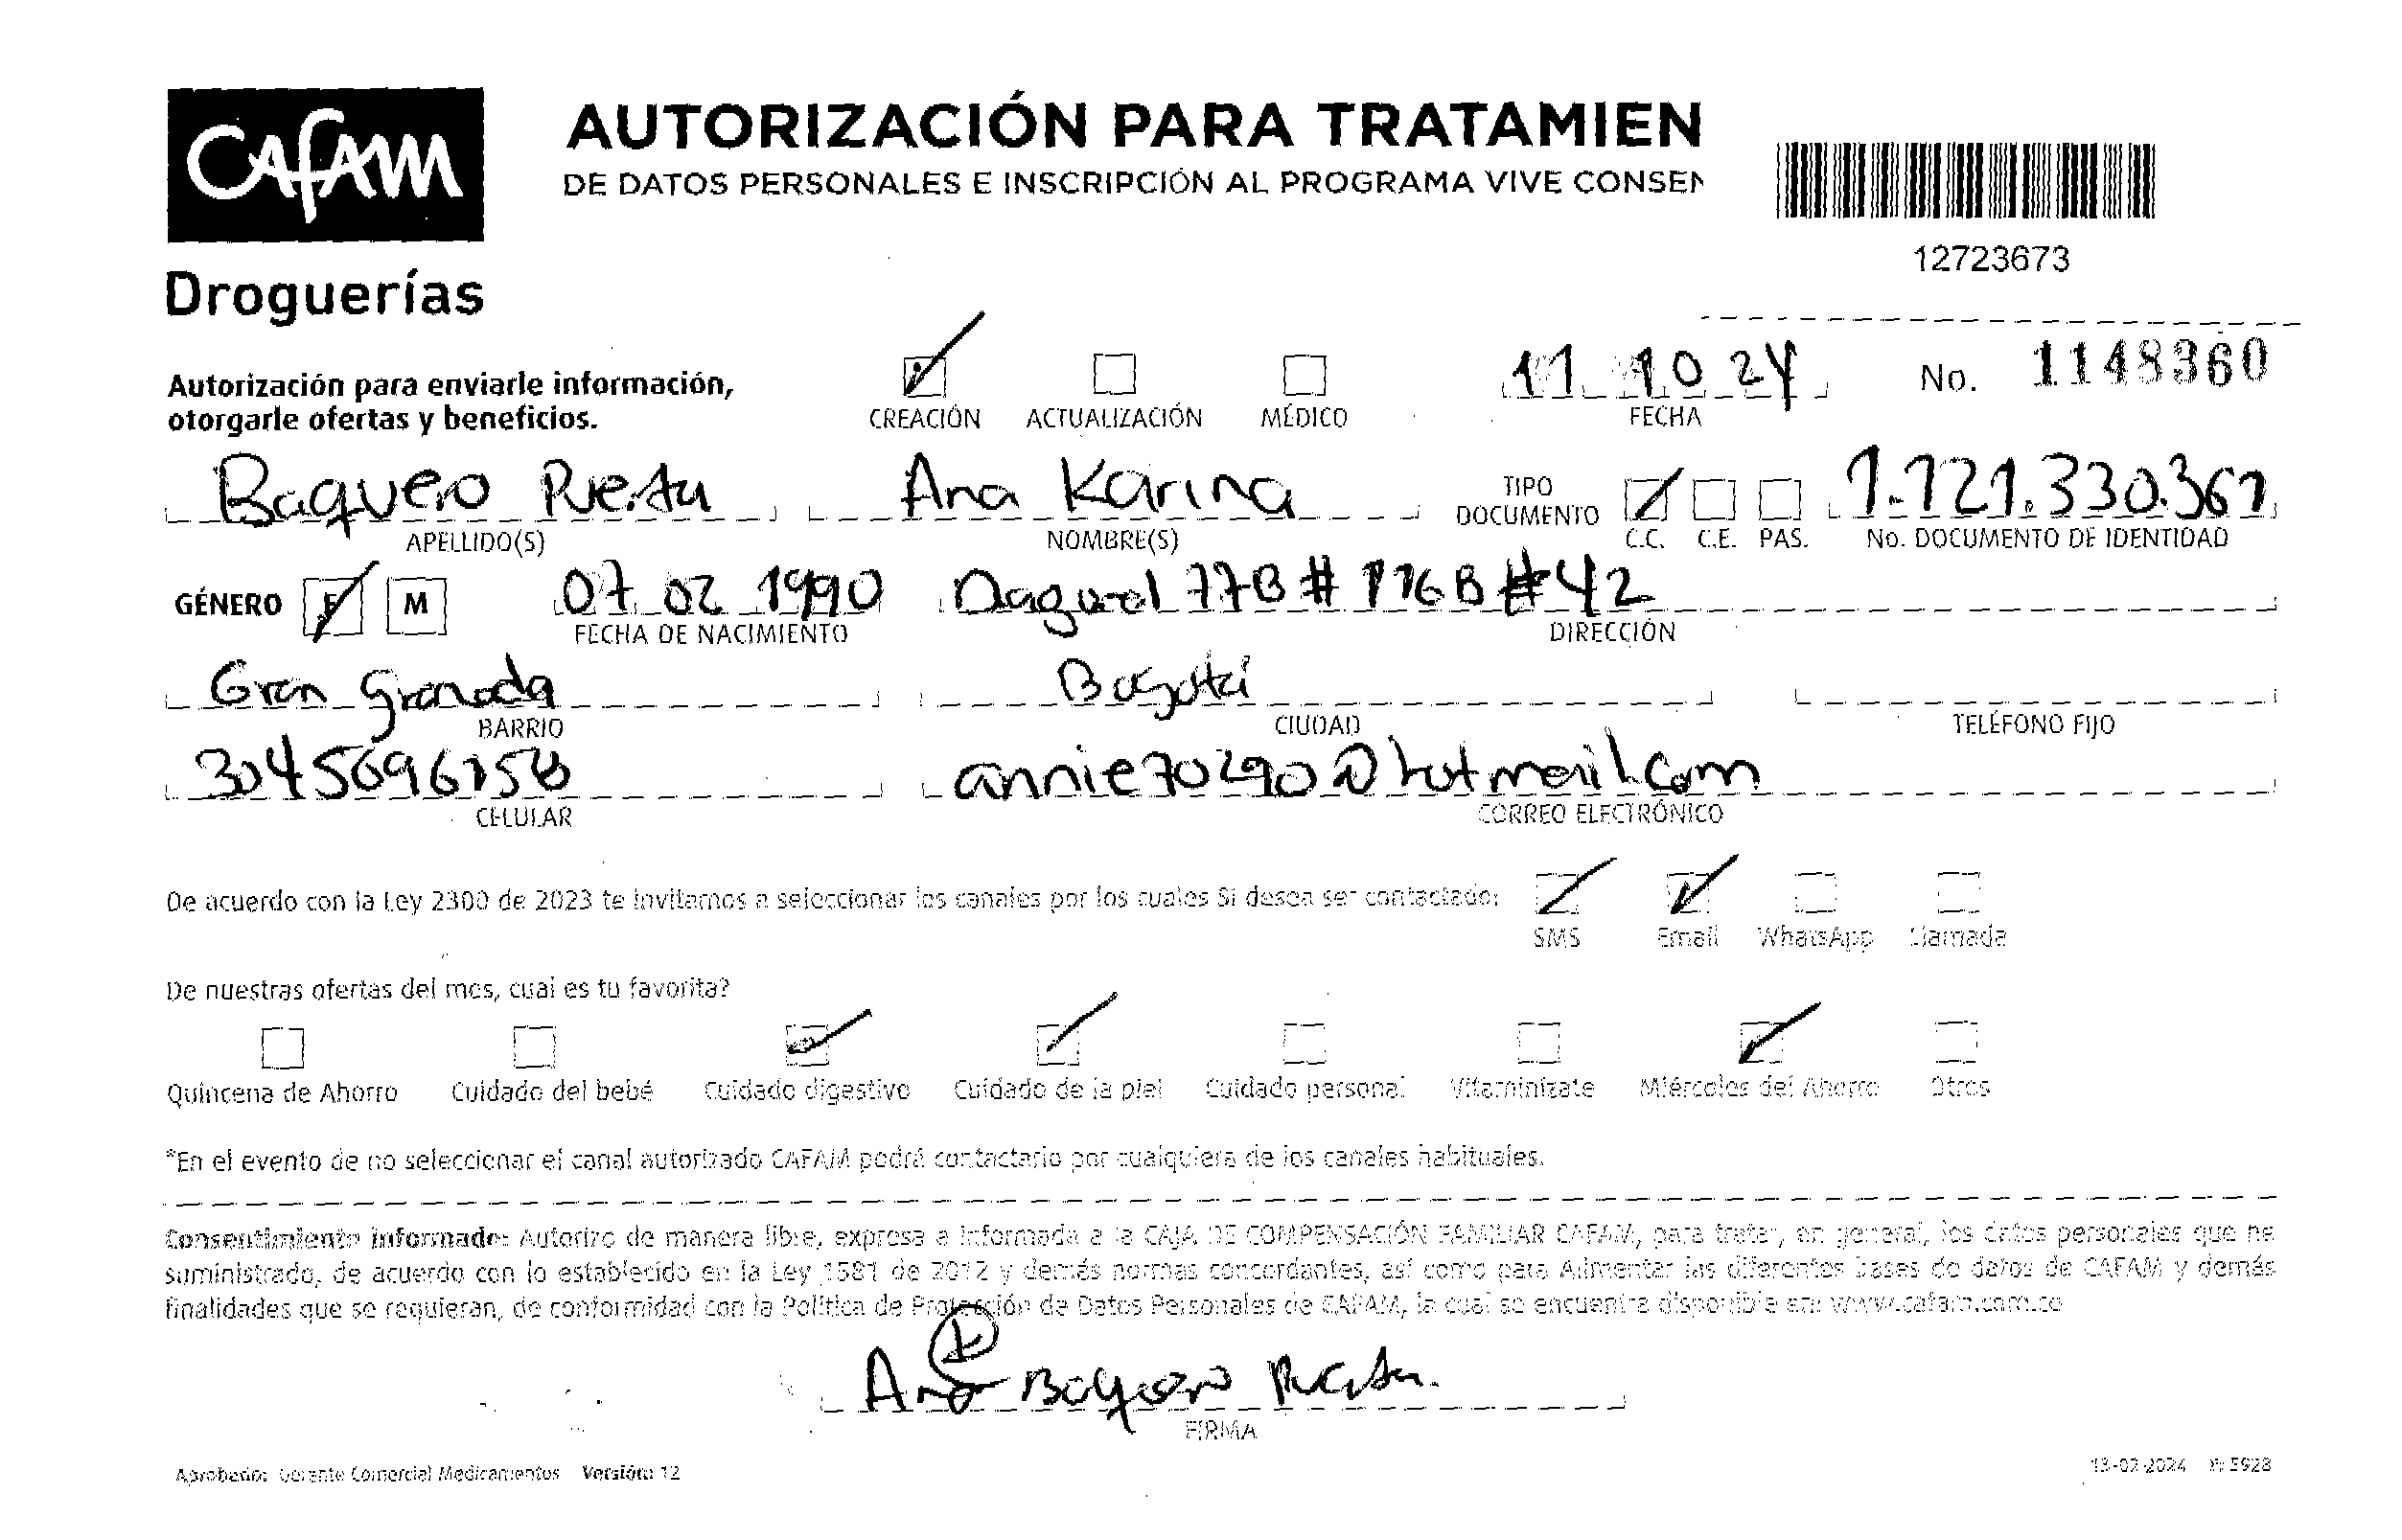 CAFAM
Droguerías
AUTORIZACIÓN PARA TRATAMIEN
DE DATOS PERSONALES E INSCRIPCIÓN AL PROGRAMA VIVE CONSEN
12723673
Autorización para enviarle información,
otorgarle ofertas y beneficios.
CREACIÓN ACTUALIZACIÓN MÉDICO
11 10 24
FECHA
No. 1148360
Baquero Ana Karina
APELLIDO(S) NOMBRE(S)
TIPO
DOCUMENTO
C.C. C.E. PAS.
1.121.330.361
No. DOCUMENTO DE IDENTIDAD
GÉNERO F M
07 02 1990
FECHA DE NACIMIENTO
77B # 116B # 42
DIRECCIÓN
Gran Granada
BARRIO
Bogotá
CIUDAD
TELÉFONO FIJO
CELULAR
annie70290@hotmail.com
CORREO ELECTRÓNICO
De acuerdo con la Ley 2300 de 2023 te invitamos a seleccionar los canales por los cuales Si desea ser contactado:
SMS Email WhatsApp Llamada
De nuestras ofertas del mes, cual es tu favorita?
Quincena de Ahorro Cuidado del bebé Cuidado digestivo Cuidado de la piel Cuidado personal Vitaminízate Miércoles del Ahorro Otros
*En el evento de no seleccionar el canal autorizado CAFAM podrá contactarlo por cualquiera de los canales habituales.
Consentimiento informado: Autorizo de manera libre, expresa e informada a la CAJA DE COMPENSACIÓN FAMILIAR CAFAM, para tratar, en general, los datos personales que he
suministrado, de acuerdo con lo establecido en la Ley 1581 de 2012 y demás normas concordantes, así como para Alimentar las diferentes bases de datos de CAFAM y demás
finalidades que se requieran, de conformidad con la Política de Protección de Datos Personales de CAFAM, la cual se encuentra disponible en: www.cafam.com.co
Ana Baquero
FIRMA
Aprobado: Gerente Comercial Medicamentos Versión: 12
13-02-2024